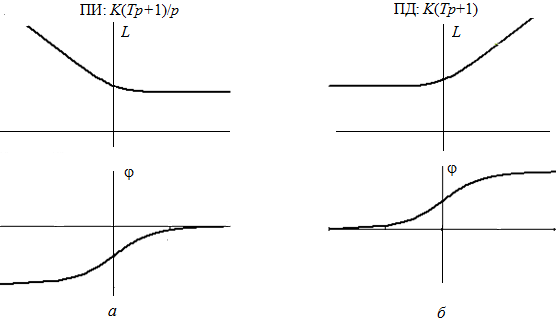 ПИ: K(Tp+1)/p
ПД: K(Tp+1)
L
L
φ
φ
а
б